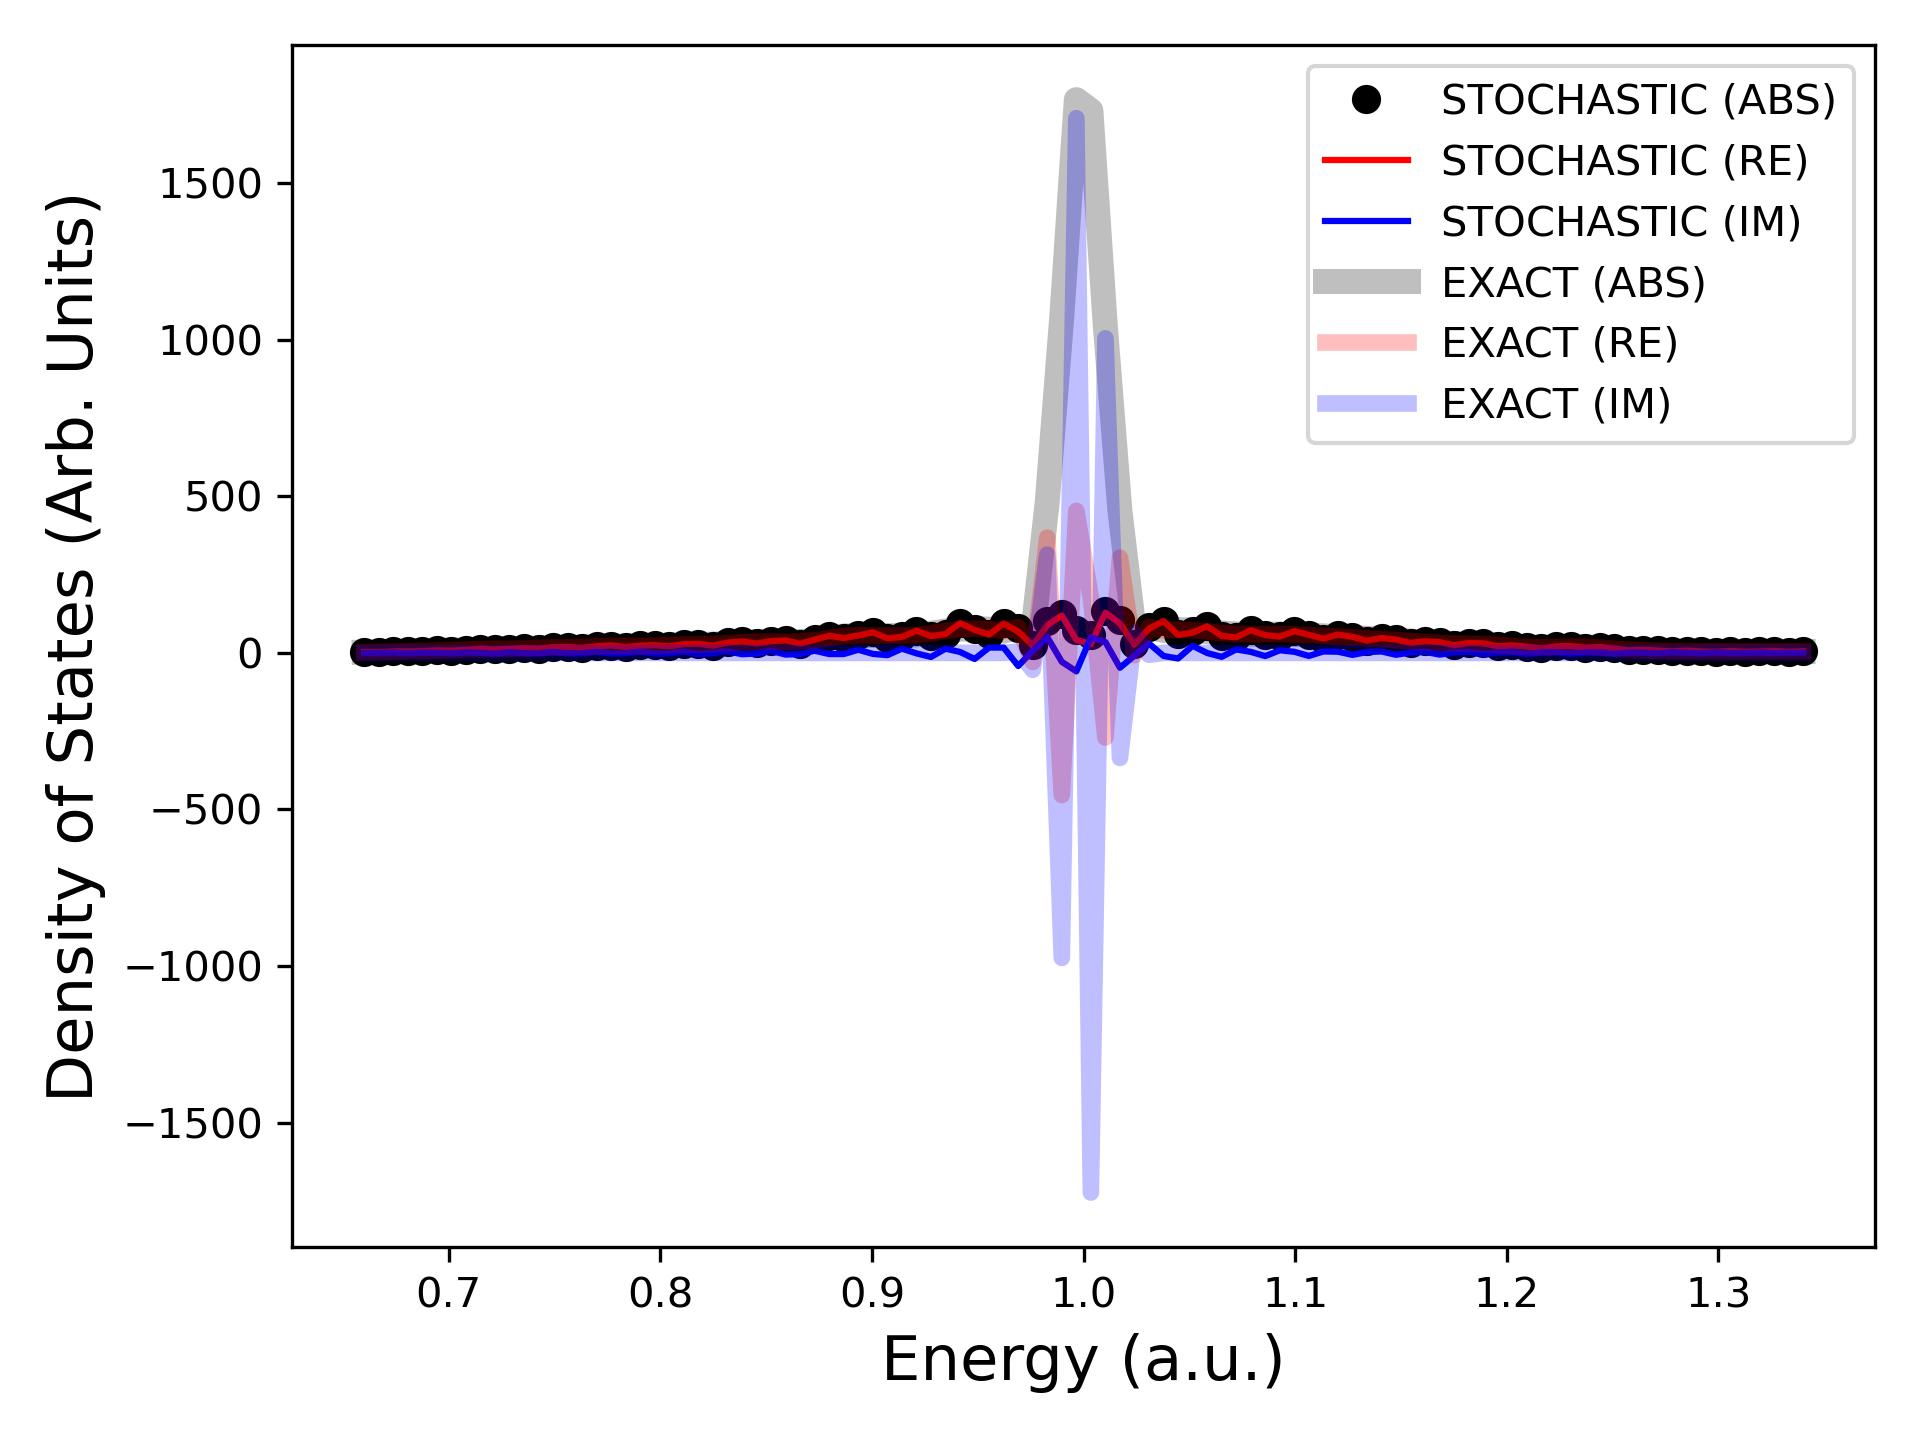 STOCHASTIC (ABS)
STOCHASTIC (RE)
STOCHASTIC (IM)
EXACT (ABS)
EXACT (RE)
EXACT (IM)
Density of States (Arb. Units)
1500
1000
500
0
−500
−1000
−1500
0.7 0.8 0.9 1.0 1.1 1.2 1.3
Energy (a.u.)